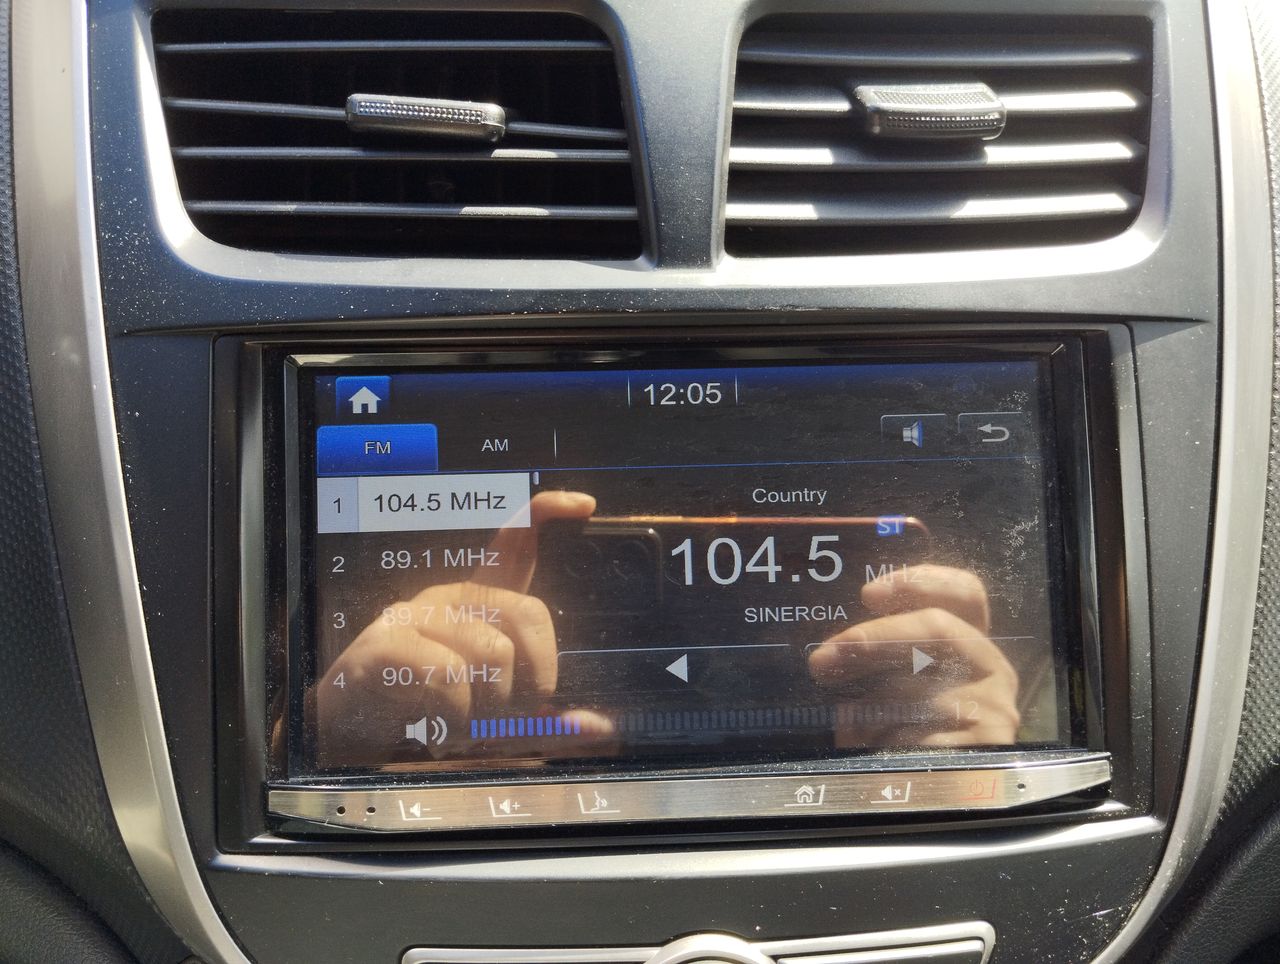 12:05
FM AM
1 104.5 MHz
Country
ST
2 89.1 MHz
104.5 MHz
3 89.7 MHz
SINERGIA
4 90.7 MHz
12